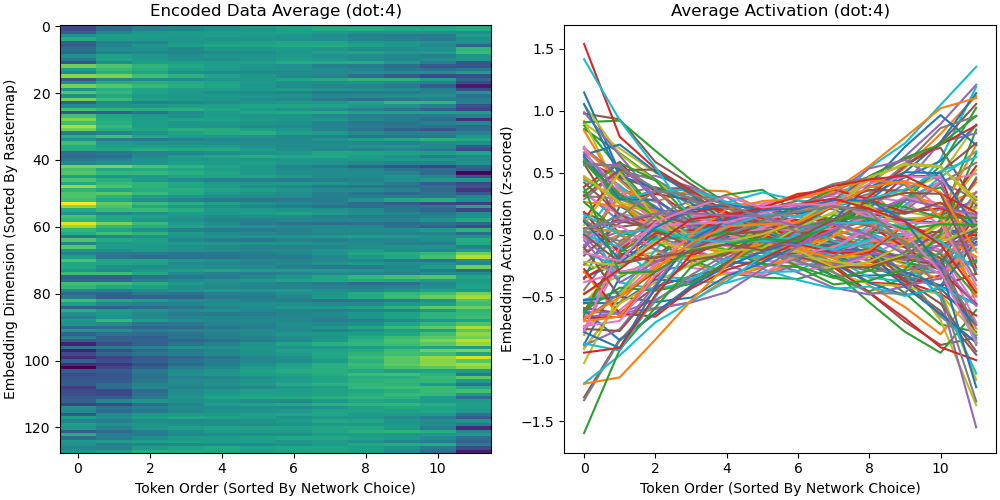 Encoded Data Average (dot:4)
Embedding Dimension (Sorted By Rastermap)
0
20
40
60
80
100
120
0 2 4 6 8 10
Token Order (Sorted By Network Choice)
Average Activation (dot:4)
Embedding Activation (z-scored)
1.5
1.0
0.5
0.0
−0.5
−1.0
−1.5
0 2 4 6 8 10
Token Order (Sorted By Network Choice)